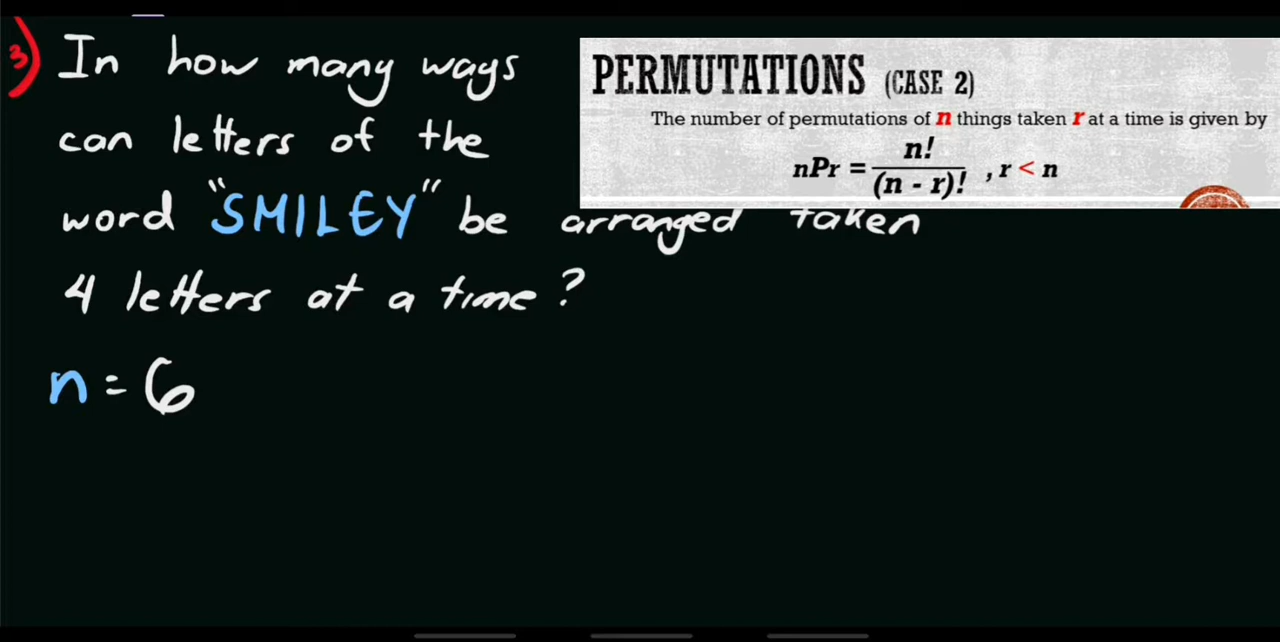 3) In how many ways
can letters of the
word "SMILEY" be arranged taken
4 letters at a time?
n = 6
PERMUTATIONS (CASE 2)
The number of permutations of n things taken r at a time is given by
nPr = n! / (n - r)! , r < n